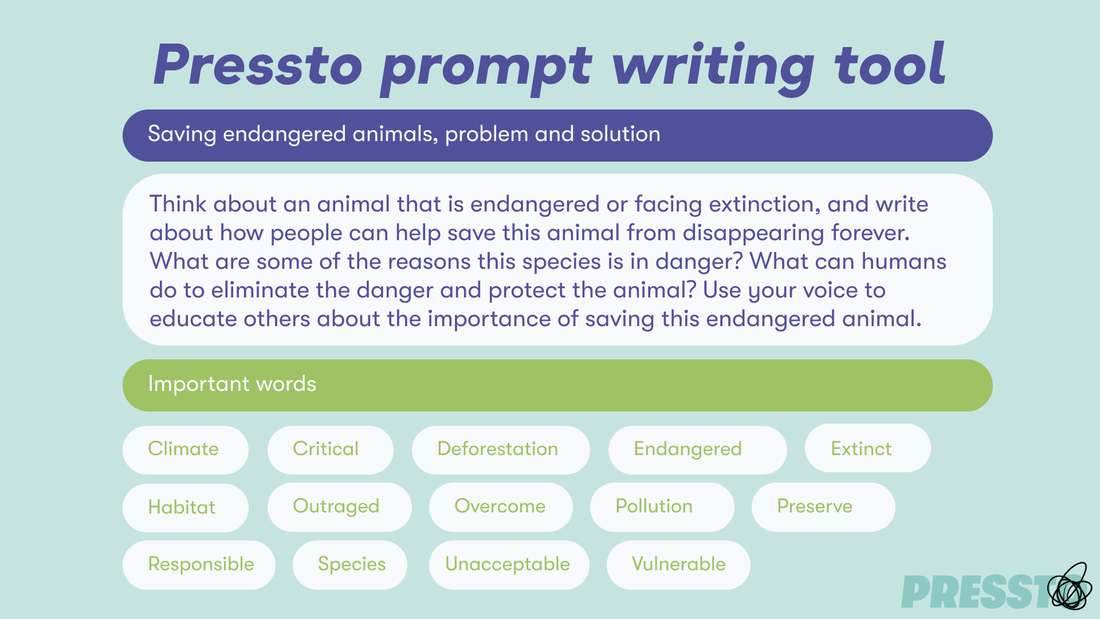 Pressto prompt writing tool
Saving endangered animals, problem and solution
Think about an animal that is endangered or facing extinction, and write
about how people can help save this animal from disappearing forever.
What are some of the reasons this species is in danger? What can humans
do to eliminate the danger and protect the animal? Use your voice to
educate others about the importance of saving this endangered animal.
Important words
Climate Critical Deforestation Endangered Extinct
Habitat Outraged Overcome Pollution Preserve
Responsible Species Unacceptable Vulnerable
PRESSTO